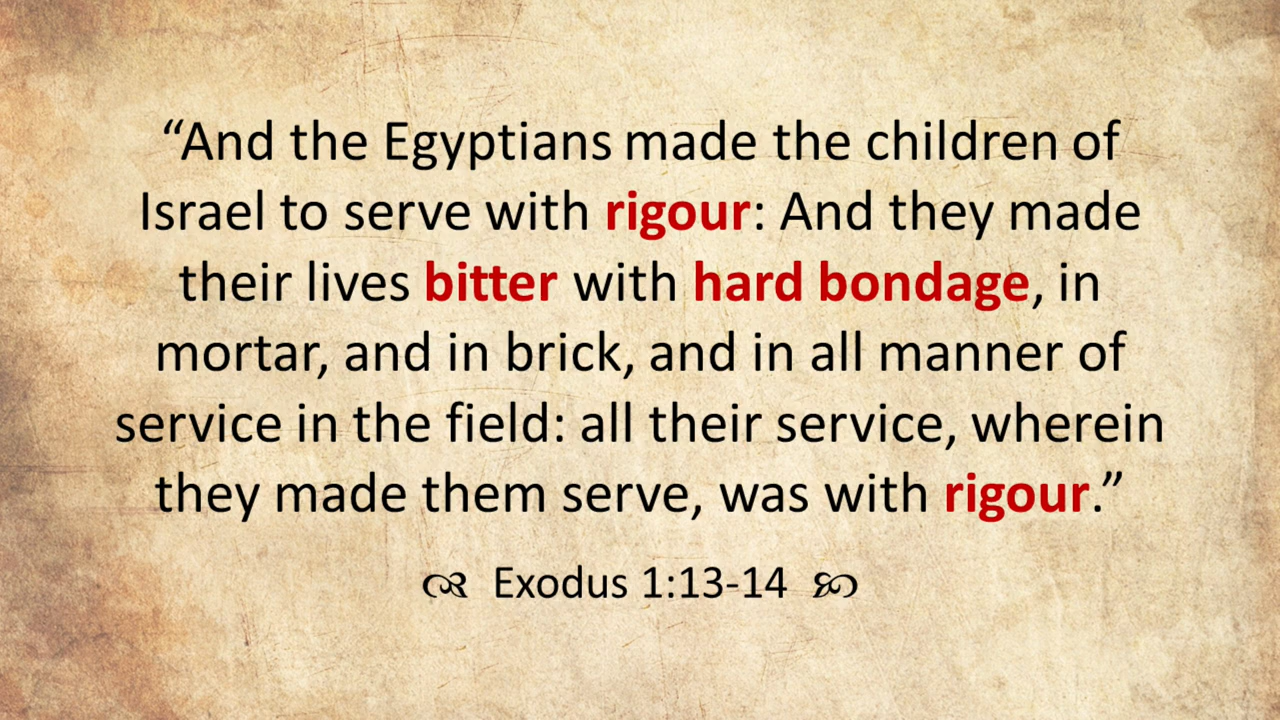 “And the Egyptians made the children of
Israel to serve with rigour: And they made
their lives bitter with hard bondage, in
mortar, and in brick, and in all manner of
service in the field: all their service, wherein
they made them serve, was with rigour.”
Exodus 1:13-14